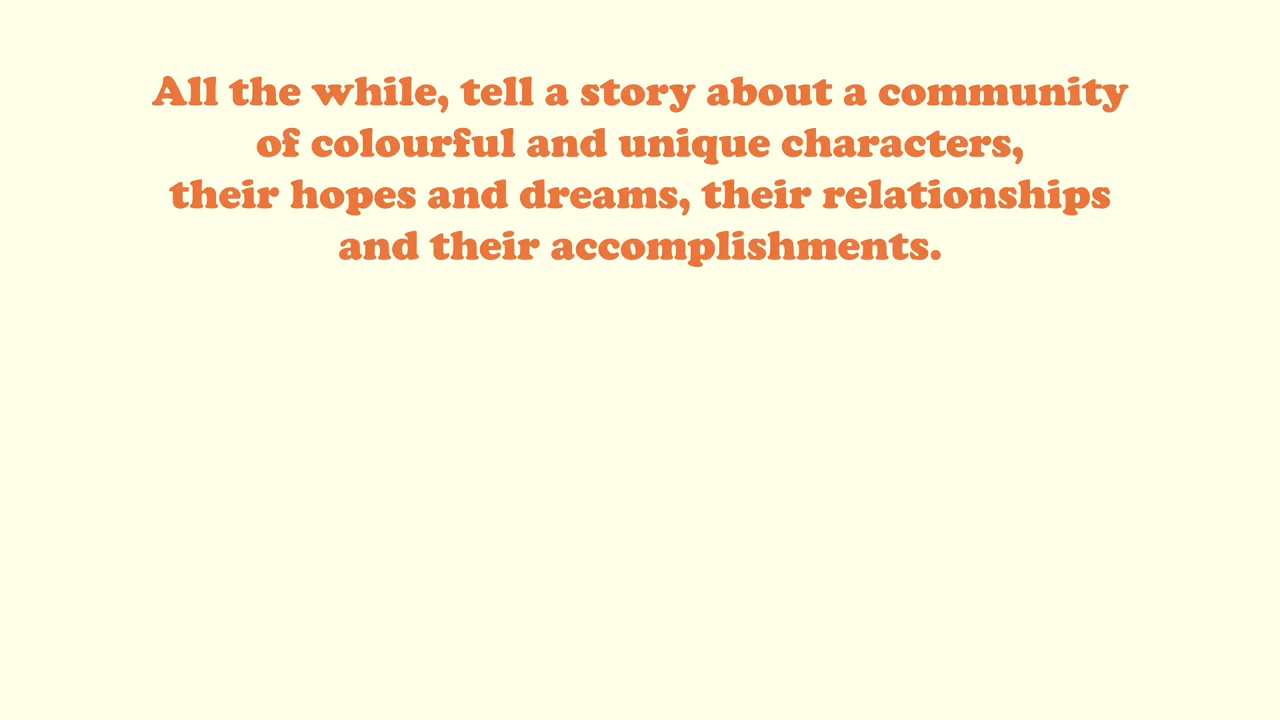 All the while, tell a story about a community
of colourful and unique characters,
their hopes and dreams, their relationships
and their accomplishments.